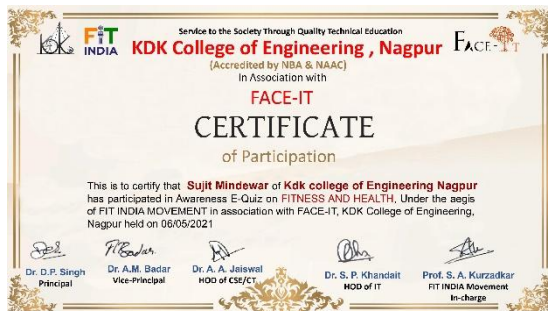 Service to the Society Through Quality Technical Education
KDK College of Engineering , Nagpur
(Accredited by NBA & NAAC)
In Association with
FiT
INDIA
FACE-IT
FACE-IT
CERTIFICATE
of Participation
This is to certify that Sujit Mindewar of Kdk college of Engineering Nagpur
has participated in Awareness E-Quiz on FITNESS AND HEALTH, Under the aegis
of FIT INDIA MOVEMENT in association with FACE-IT, KDK College of Engineering,
Nagpur held on 06/05/2021
Dr. D.P. Singh
Principal
Dr. A.M. Badar
Vice-Principal
Dr. A. A. Jaiswal
HOD of CSE/CT
Dr. S. P. Khandait
HOD of IT
Prof. S. A. Kurzadkar
FIT INDIA Movement
In-charge